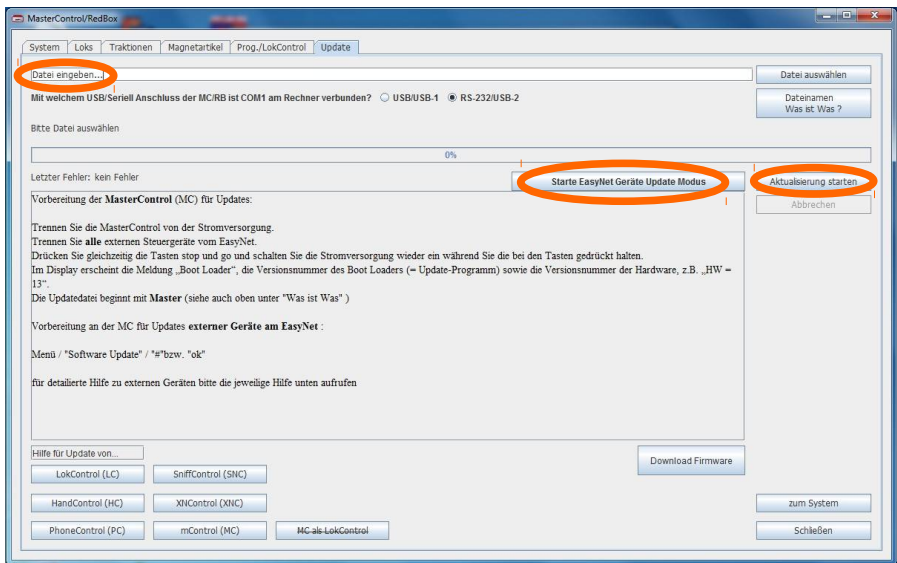 MasterControl/RedBox
System Loks Traktionen Magnetartikel Prog./LokControl Update
Datei eingeben... Datei auswählen
Mit welchem USB/Seriell Anschluss der MC/RB ist COM1 am Rechner verbunden? USB/USB-1 RS-232/USB-2
Dateinamen
Was ist Was ?
Bitte Datei auswählen
0%
Letzter Fehler: kein Fehler Starte EasyNet Geräte Update Modus Aktualisierung starten
Abbrechen
Vorbereitung der MasterControl (MC) für Updates:
Trennen Sie die MasterControl von der Stromversorgung.
Trennen Sie alle externen Steuergeräte vom EasyNet.
Drücken Sie gleichzeitig die Tasten stop und go und schalten Sie die Stromversorgung wieder ein während Sie die bei den Tasten gedrückt halten.
Im Display erscheint die Meldung „Boot Loader“, die Versionsnummer des Boot Loaders (= Update-Programm) sowie die Versionsnummer der Hardware, z.B. „HW =
13“.
Die Updatedatei beginnt mit Master (siehe auch oben unter "Was ist Was" )
Vorbereitung an der MC für Updates externer Geräte am EasyNet :
Menü / "Software Update" / "#"bzw. "ok"
für detailierte Hilfe zu externen Geräten bitte die jeweilige Hilfe unten aufrufen
Hilfe für Update von...
Download Firmware
LokControl (LC) SniffControl (SNC)
HandControl (HC) XNControl (XNC) zum System
PhoneControl (PC) mControl (MC) MC als LokControl Schließen